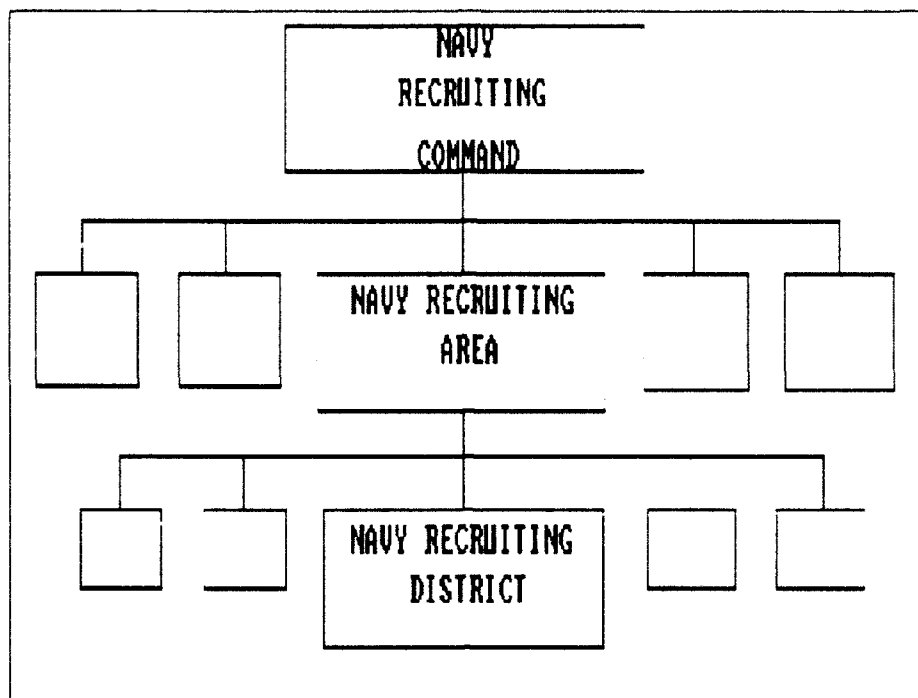 NAVY
RECRUITING
COMMAND
NAVY RECRUITING
AREA
NAVY RECRUITING
DISTRICT